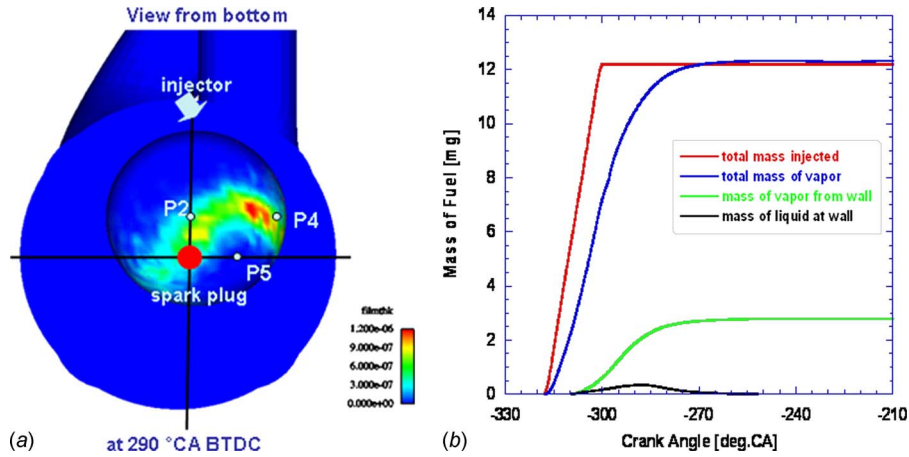 View from bottom
injector
P2
P4
P5
spark plug
filmthk
1.200e-06
9.000e-07
6.000e-07
3.000e-07
0.000e+00
(a)
at 290 °CA BTDC
14
12
10
8
6
4
2
0
Mass of Fuel [mg]
total mass injected
total mass of vapor
mass of vapor from wall
mass of liquid at wall
-330
-300
-270
-240
-210
(b)
Crank Angle [deg.CA]